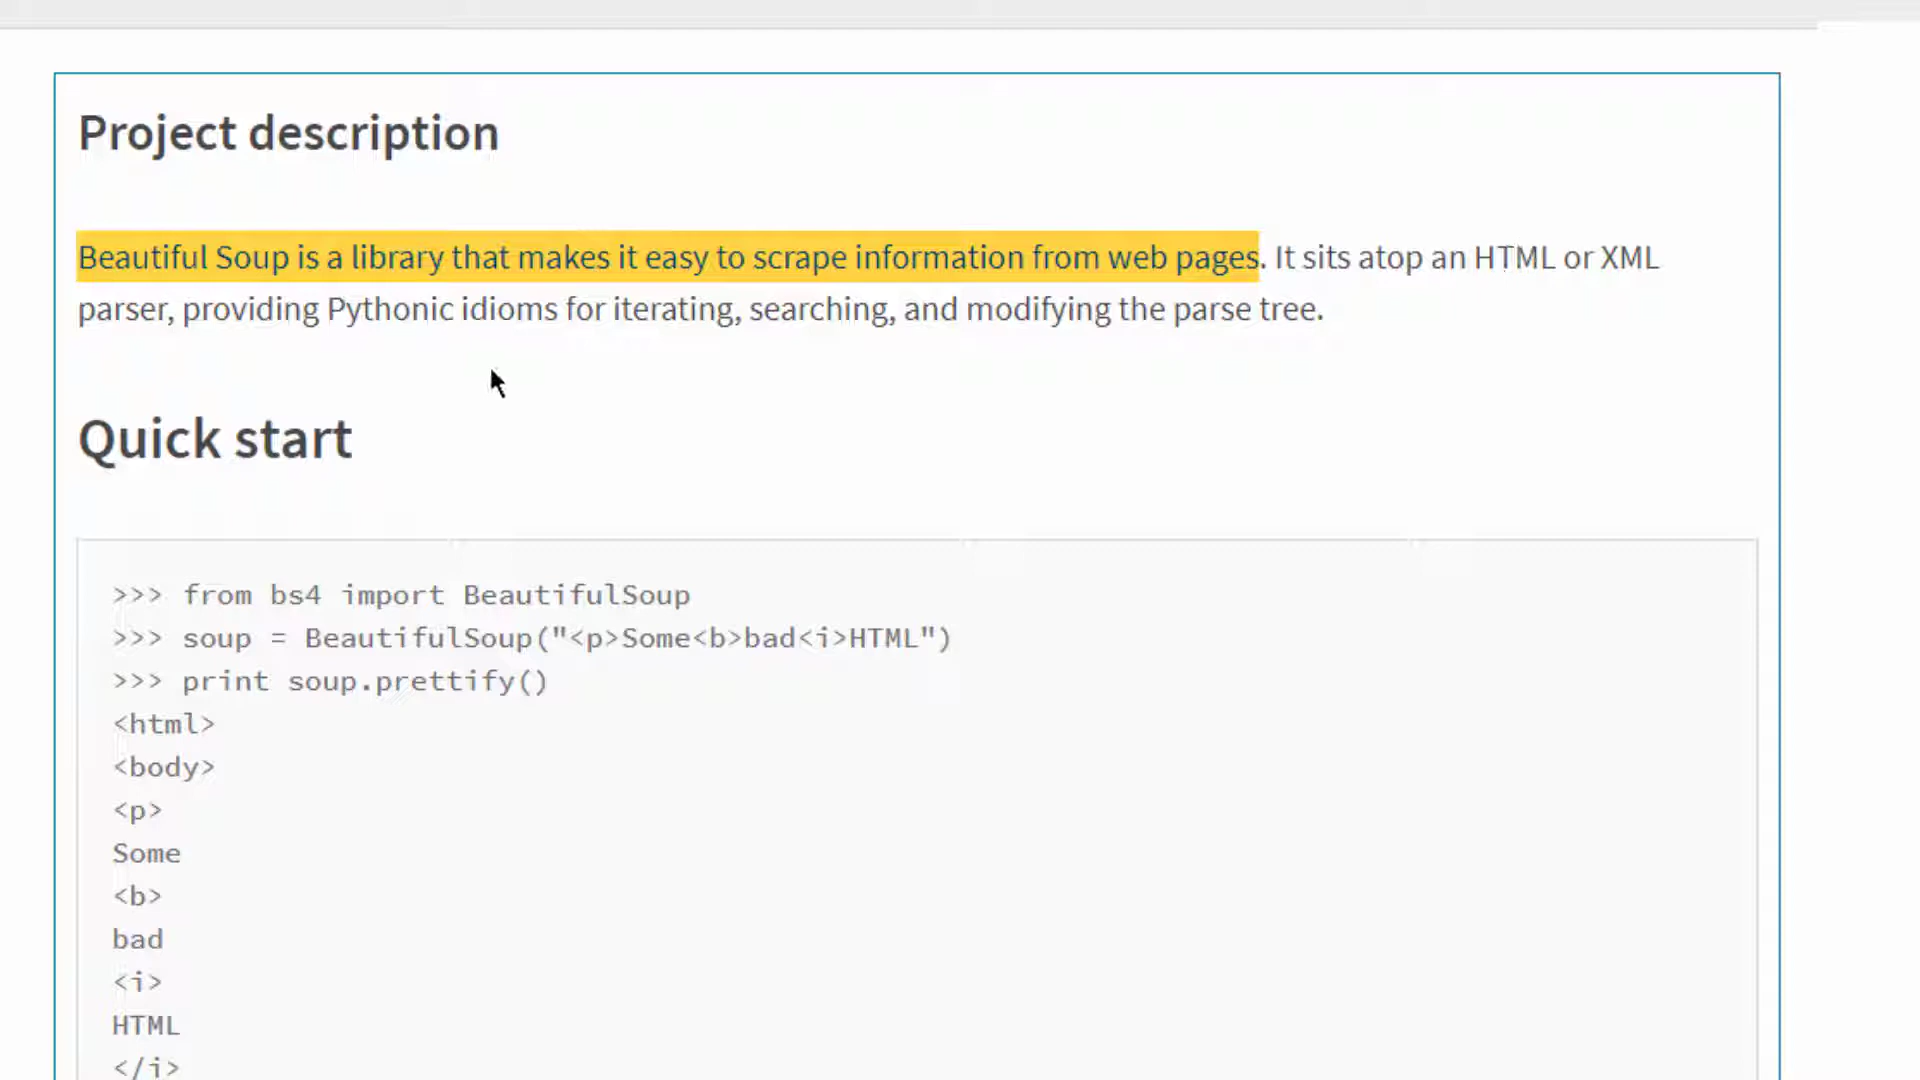 Project description
Beautiful Soup is a library that makes it easy to scrape information from web pages. It sits atop an HTML or XML
parser, providing Pythonic idioms for iterating, searching, and modifying the parse tree.
Quick start
>>> from bs4 import BeautifulSoup
>>> soup = BeautifulSoup("<p>Some<b>bad<i>HTML")
>>> print soup.prettify()
<html>
<body>
<p>
Some
<b>
bad
<i>
HTML
</i>